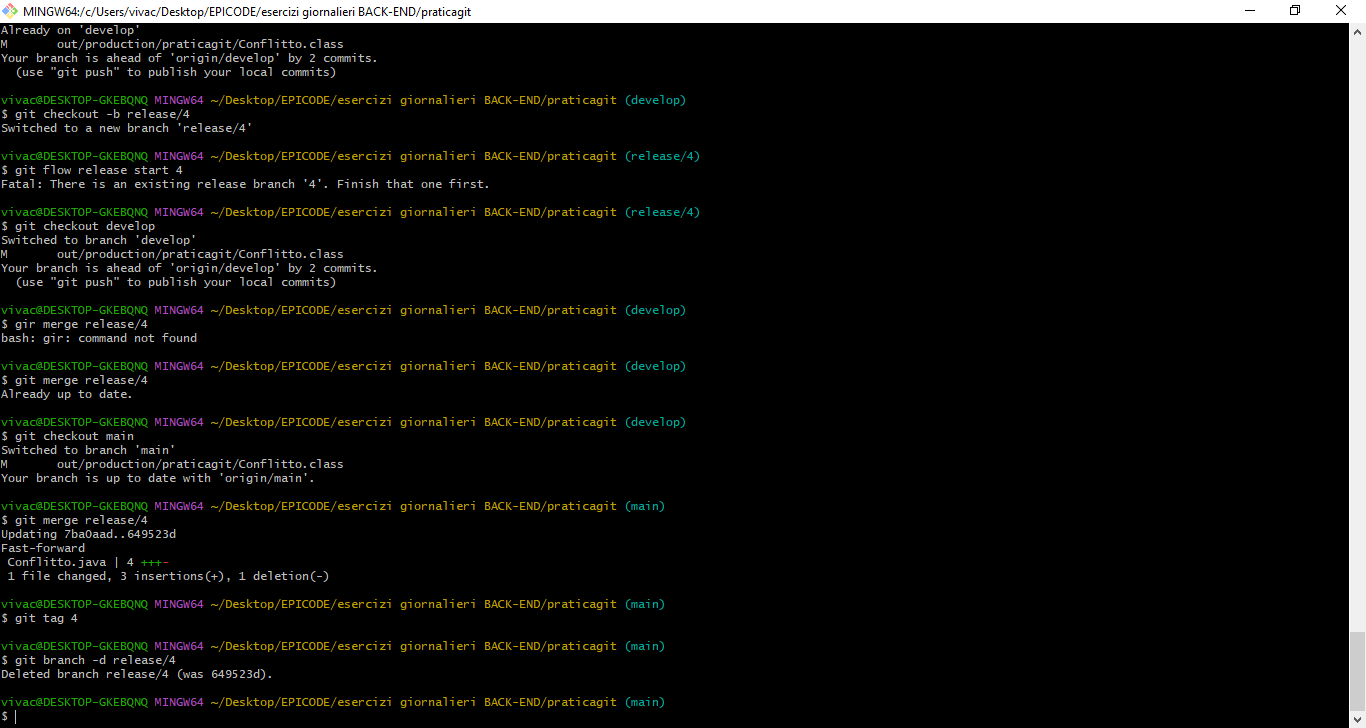 MINGW64:/c/Users/vivac/Desktop/EPICODE/esercizi giornalieri BACK-END/praticagit
Already on 'develop'
M       out/production/praticagit/Conflitto.class
Your branch is ahead of 'origin/develop' by 2 commits.
  (use "git push" to publish your local commits)
vivac@DESKTOP-GKEBQNQ MINGW64 ~/Desktop/EPICODE/esercizi giornalieri BACK-END/praticagit (develop)
$ git checkout -b release/4
Switched to a new branch 'release/4'
vivac@DESKTOP-GKEBQNQ MINGW64 ~/Desktop/EPICODE/esercizi giornalieri BACK-END/praticagit (release/4)
$ git flow release start 4
Fatal: There is an existing release branch '4'. Finish that one first.
vivac@DESKTOP-GKEBQNQ MINGW64 ~/Desktop/EPICODE/esercizi giornalieri BACK-END/praticagit (release/4)
$ git checkout develop
Switched to branch 'develop'
M       out/production/praticagit/Conflitto.class
Your branch is ahead of 'origin/develop' by 2 commits.
  (use "git push" to publish your local commits)
vivac@DESKTOP-GKEBQNQ MINGW64 ~/Desktop/EPICODE/esercizi giornalieri BACK-END/praticagit (develop)
$ gir merge release/4
bash: gir: command not found
vivac@DESKTOP-GKEBQNQ MINGW64 ~/Desktop/EPICODE/esercizi giornalieri BACK-END/praticagit (develop)
$ git merge release/4
Already up to date.
vivac@DESKTOP-GKEBQNQ MINGW64 ~/Desktop/EPICODE/esercizi giornalieri BACK-END/praticagit (develop)
$ git checkout main
Switched to branch 'main'
M       out/production/praticagit/Conflitto.class
Your branch is up to date with 'origin/main'.
vivac@DESKTOP-GKEBQNQ MINGW64 ~/Desktop/EPICODE/esercizi giornalieri BACK-END/praticagit (main)
$ git merge release/4
Updating 7ba0aad..649523d
Fast-forward
 Conflitto.java | 4 +++-
 1 file changed, 3 insertions(+), 1 deletion(-)
vivac@DESKTOP-GKEBQNQ MINGW64 ~/Desktop/EPICODE/esercizi giornalieri BACK-END/praticagit (main)
$ git tag 4
vivac@DESKTOP-GKEBQNQ MINGW64 ~/Desktop/EPICODE/esercizi giornalieri BACK-END/praticagit (main)
$ git branch -d release/4
Deleted branch release/4 (was 649523d).
vivac@DESKTOP-GKEBQNQ MINGW64 ~/Desktop/EPICODE/esercizi giornalieri BACK-END/praticagit (main)
$